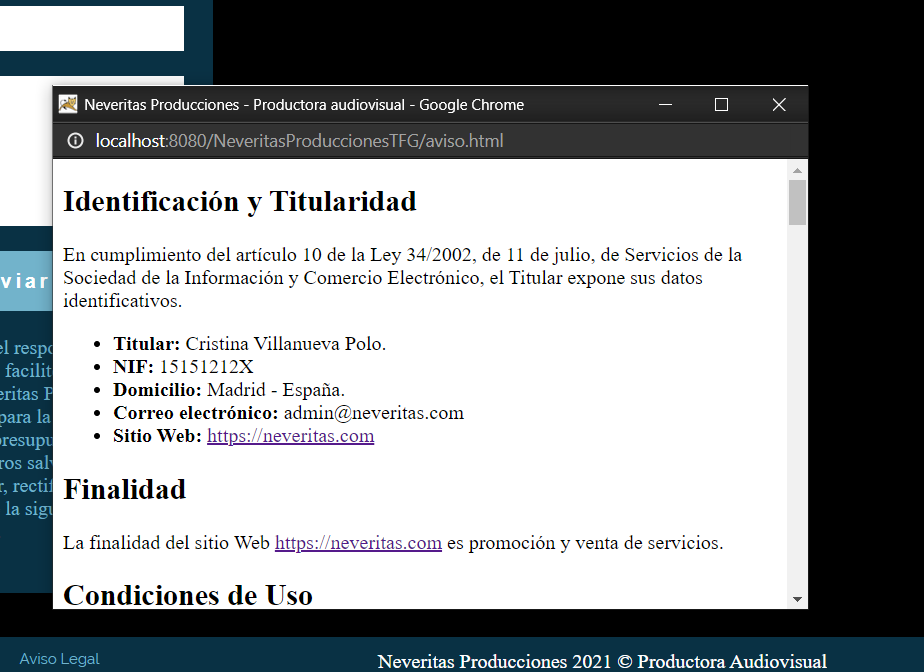 Neveritas Producciones - Productora audiovisual - Google Chrome
localhost:8080/NeveritasProduccionesTFG/aviso.html
Identificación y Titularidad
En cumplimiento del artículo 10 de la Ley 34/2002, de 11 de julio, de Servicios de la
Sociedad de la Información y Comercio Electrónico, el Titular expone sus datos
identificativos.
Titular: Cristina Villanueva Polo.
NIF: 15151212X
Domicilio: Madrid - España.
Correo electrónico: admin@neveritas.com
Sitio Web: https://neveritas.com
Finalidad
La finalidad del sitio Web https://neveritas.com es promoción y venta de servicios.
Condiciones de Uso
viar
el respo
facilit
eritas P
para la
presupu
ros salv
r, rectif
la sigu
Aviso Legal
Neveritas Producciones 2021 © Productora Audiovisual